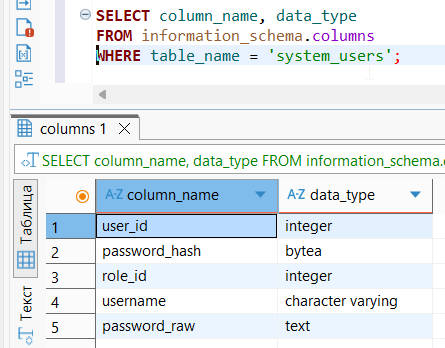 SELECT column_name, data_type
FROM information_schema.columns
WHERE table_name = 'system_users';
columns 1
SELECT column_name, data_type FROM information_schema.
Таблица
Текст
A-Z column_name A-Z data_type
1 user_id integer
2 password_hash bytea
3 role_id integer
4 username character varying
5 password_raw text